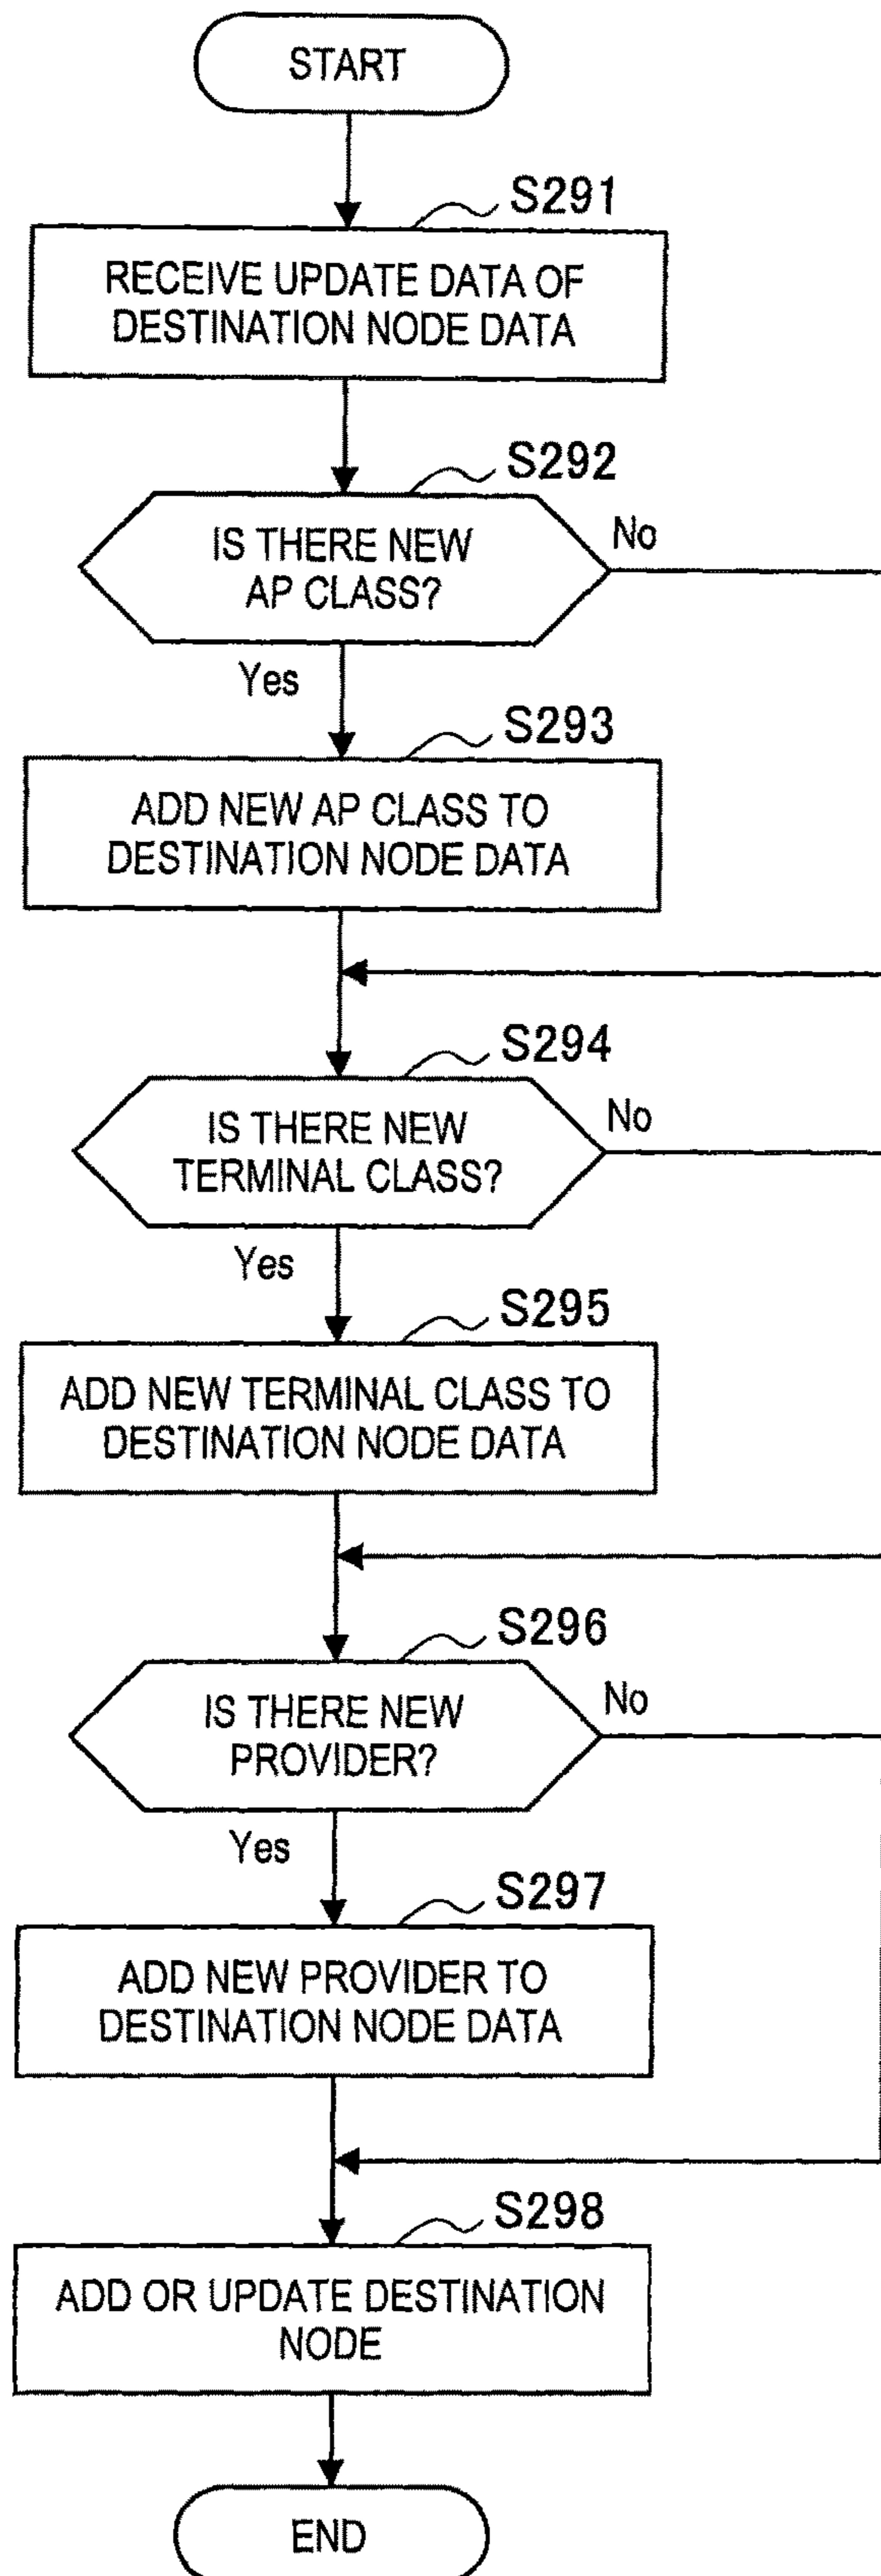 START
S291
RECEIVE UPDATE DATA OF
DESTINATION NODE DATA
S292
IS THERE NEW
AP CLASS?
No
Yes
S293
ADD NEW AP CLASS TO
DESTINATION NODE DATA
S294
IS THERE NEW
TERMINAL CLASS?
No
Yes
S295
ADD NEW TERMINAL CLASS TO
DESTINATION NODE DATA
S296
IS THERE NEW
PROVIDER?
No
Yes
S297
ADD NEW PROVIDER TO
DESTINATION NODE DATA
S298
ADD OR UPDATE DESTINATION
NODE
END